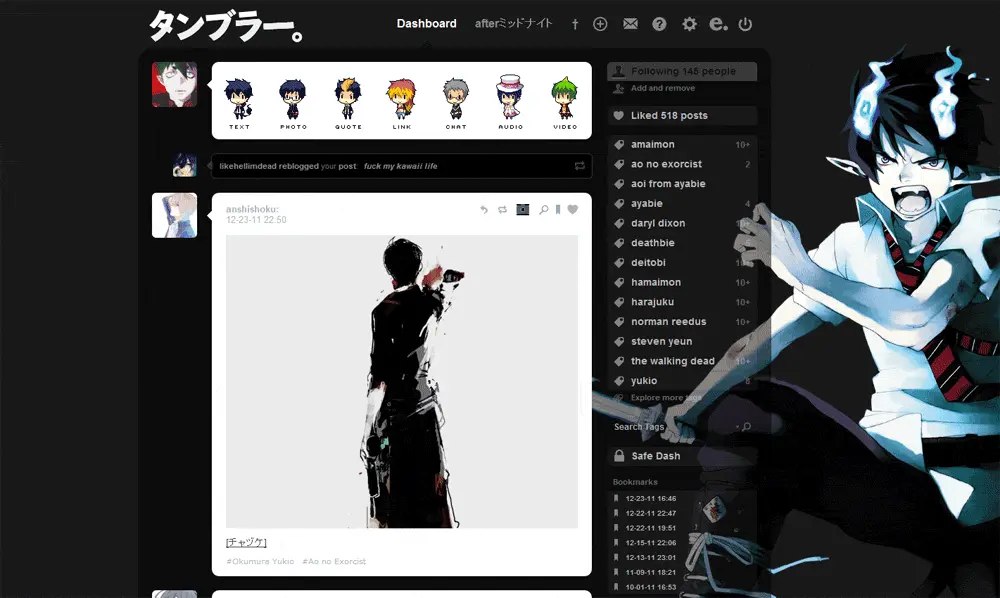 タンブラー。
Dashboard
afterミッドナイト
†
e.
TEXT
PHOTO
QUOTE
LINK
CHAT
AUDIO
VIDEO
likehellimdead reblogged your post fuck my kawaii life
anshishoku:
12-23-11 22:50
[チャヅケ]
#Okumura Yukio #Ao no Exorcist
Following 145 people
Add and remove
Liked 518 posts
amaimon 10+
ao no exorcist 2
aoi from ayabie
ayabie 4
daryl dixon
deathbie
deitobi
hamaimon 10+
harajuku 10+
norman reedus 10+
steven yeun
the walking dead 10+
yukio 8
Explore more tags
Search Tags
Safe Dash
Bookmarks
12-23-11 16:46
12-22-11 22:47
12-22-11 19:51
12-15-11 22:06
12-13-11 23:01
11-09-11 18:21
10-01-11 16:53